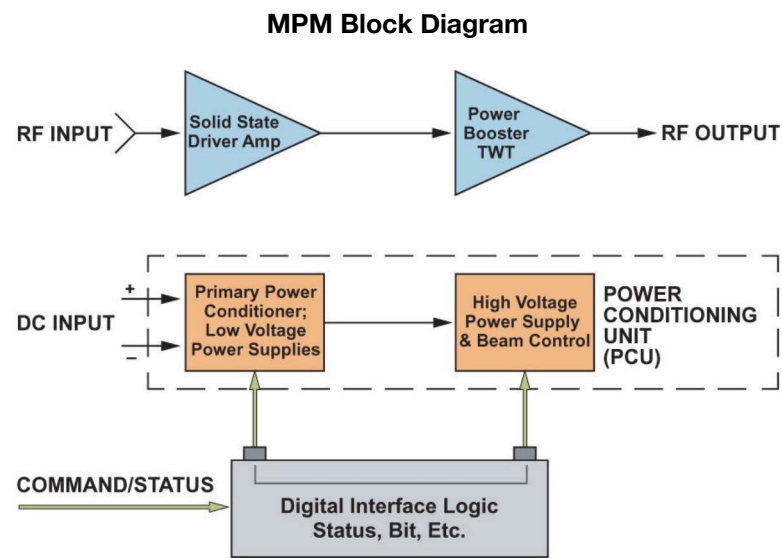 MPM Block Diagram
RF INPUT
Solid State
Driver Amp
Power
Booster
TWT
RF OUTPUT
DC INPUT
+
–
Primary Power
Conditioner;
Low Voltage
Power Supplies
High Voltage
Power Supply
& Beam Control
POWER
CONDITIONING
UNIT
(PCU)
COMMAND/STATUS
Digital Interface Logic
Status, Bit, Etc.